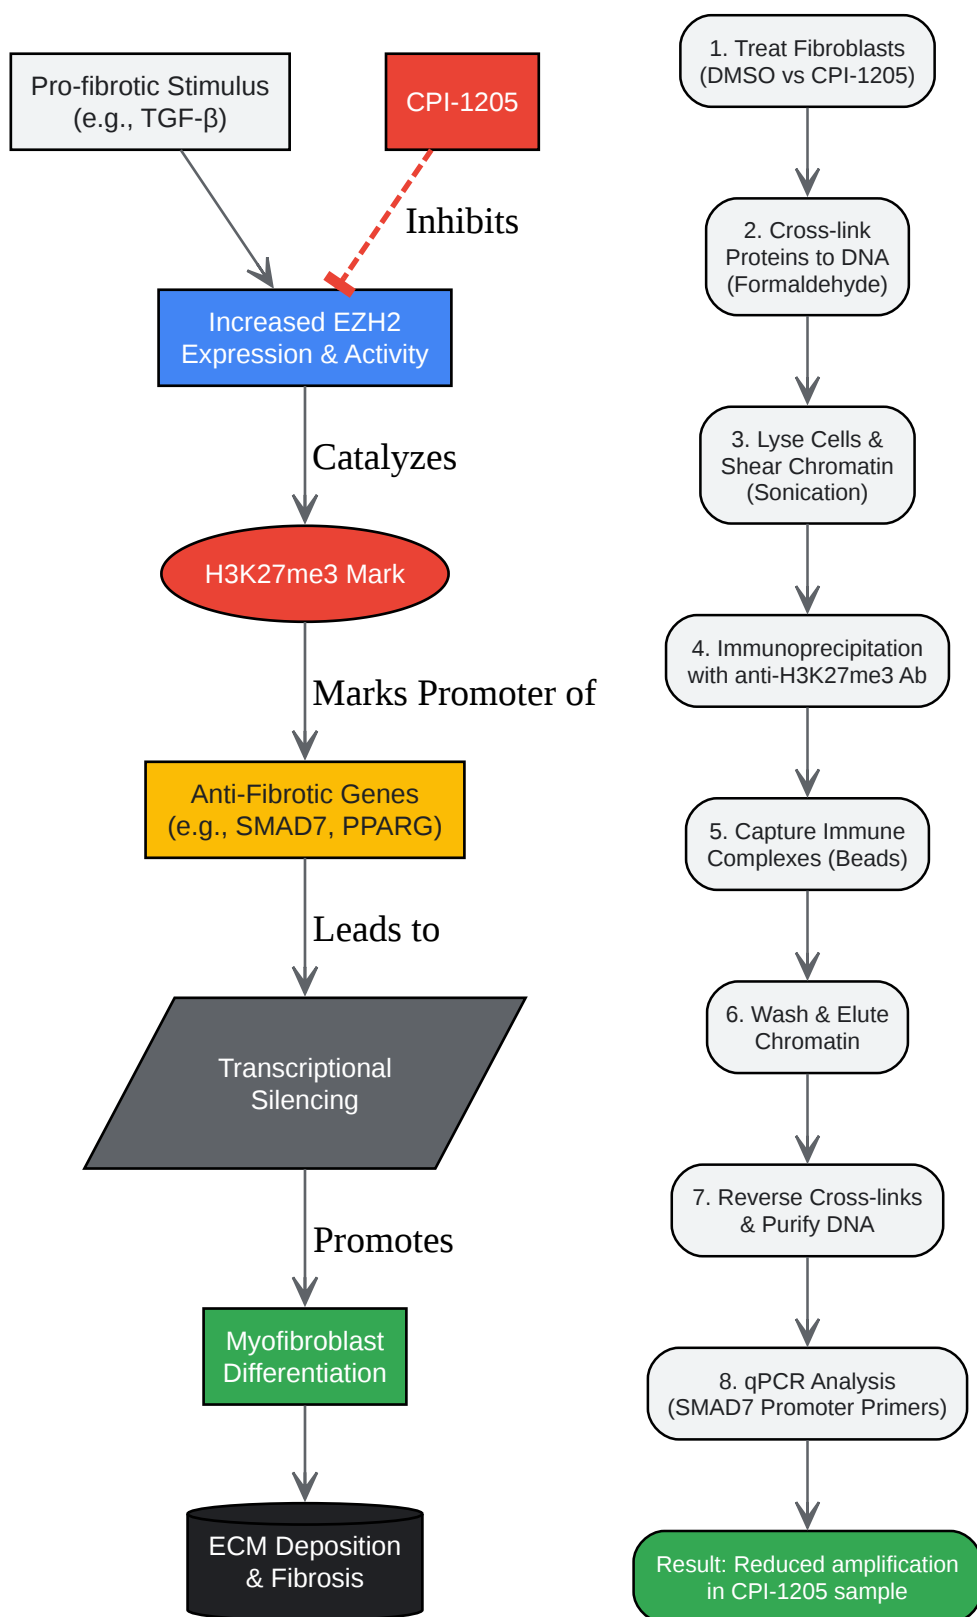 Pro-fibrotic Stimulus
(e.g., TGF-β)
CPI-1205
Inhibits
Increased EZH2
Expression & Activity
Catalyzes
H3K27me3 Mark
Marks Promoter of
Anti-Fibrotic Genes
(e.g., SMAD7, PPARG)
Leads to
Transcriptional
Silencing
Promotes
Myofibroblast
Differentiation
ECM Deposition
& Fibrosis
1. Treat Fibroblasts
(DMSO vs CPI-1205)
2. Cross-link
Proteins to DNA
(Formaldehyde)
3. Lyse Cells &
Shear Chromatin
(Sonication)
4. Immunoprecipitation
with anti-H3K27me3 Ab
5. Capture Immune
Complexes (Beads)
6. Wash & Elute
Chromatin
7. Reverse Cross-links
& Purify DNA
8. qPCR Analysis
(SMAD7 Promoter Primers)
Result: Reduced amplification
in CPI-1205 sample